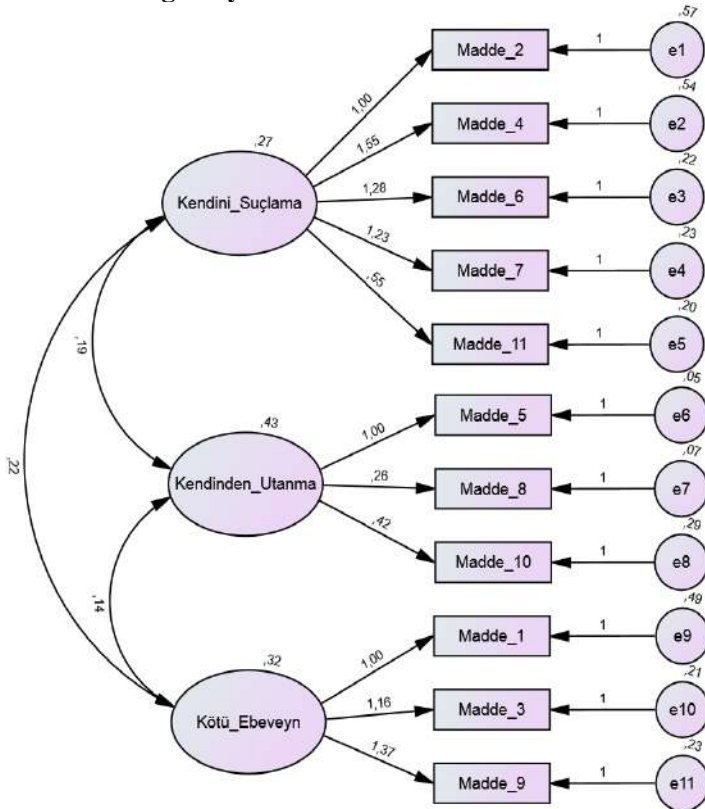 ,57
Madde_2
1
e1
1,00
,54
Madde_4
1
e2
1,55
,27
,22
Kendini_Suçlama
Madde_6
1
e3
1,28
,23
Madde_7
1
e4
1,23
,20
Madde_11
1
e5
,55
,05
,19
,43
Madde_5
1
e6
1,00
,07
Kendinden_Utanma
Madde_8
1
e7
,26
,29
,22
Madde_10
1
e8
,42
,49
,14
,32
Madde_1
1
e9
1,00
,21
Kötü_Ebeveyn
Madde_3
1
e10
1,16
,23
Madde_9
1
e11
1,37